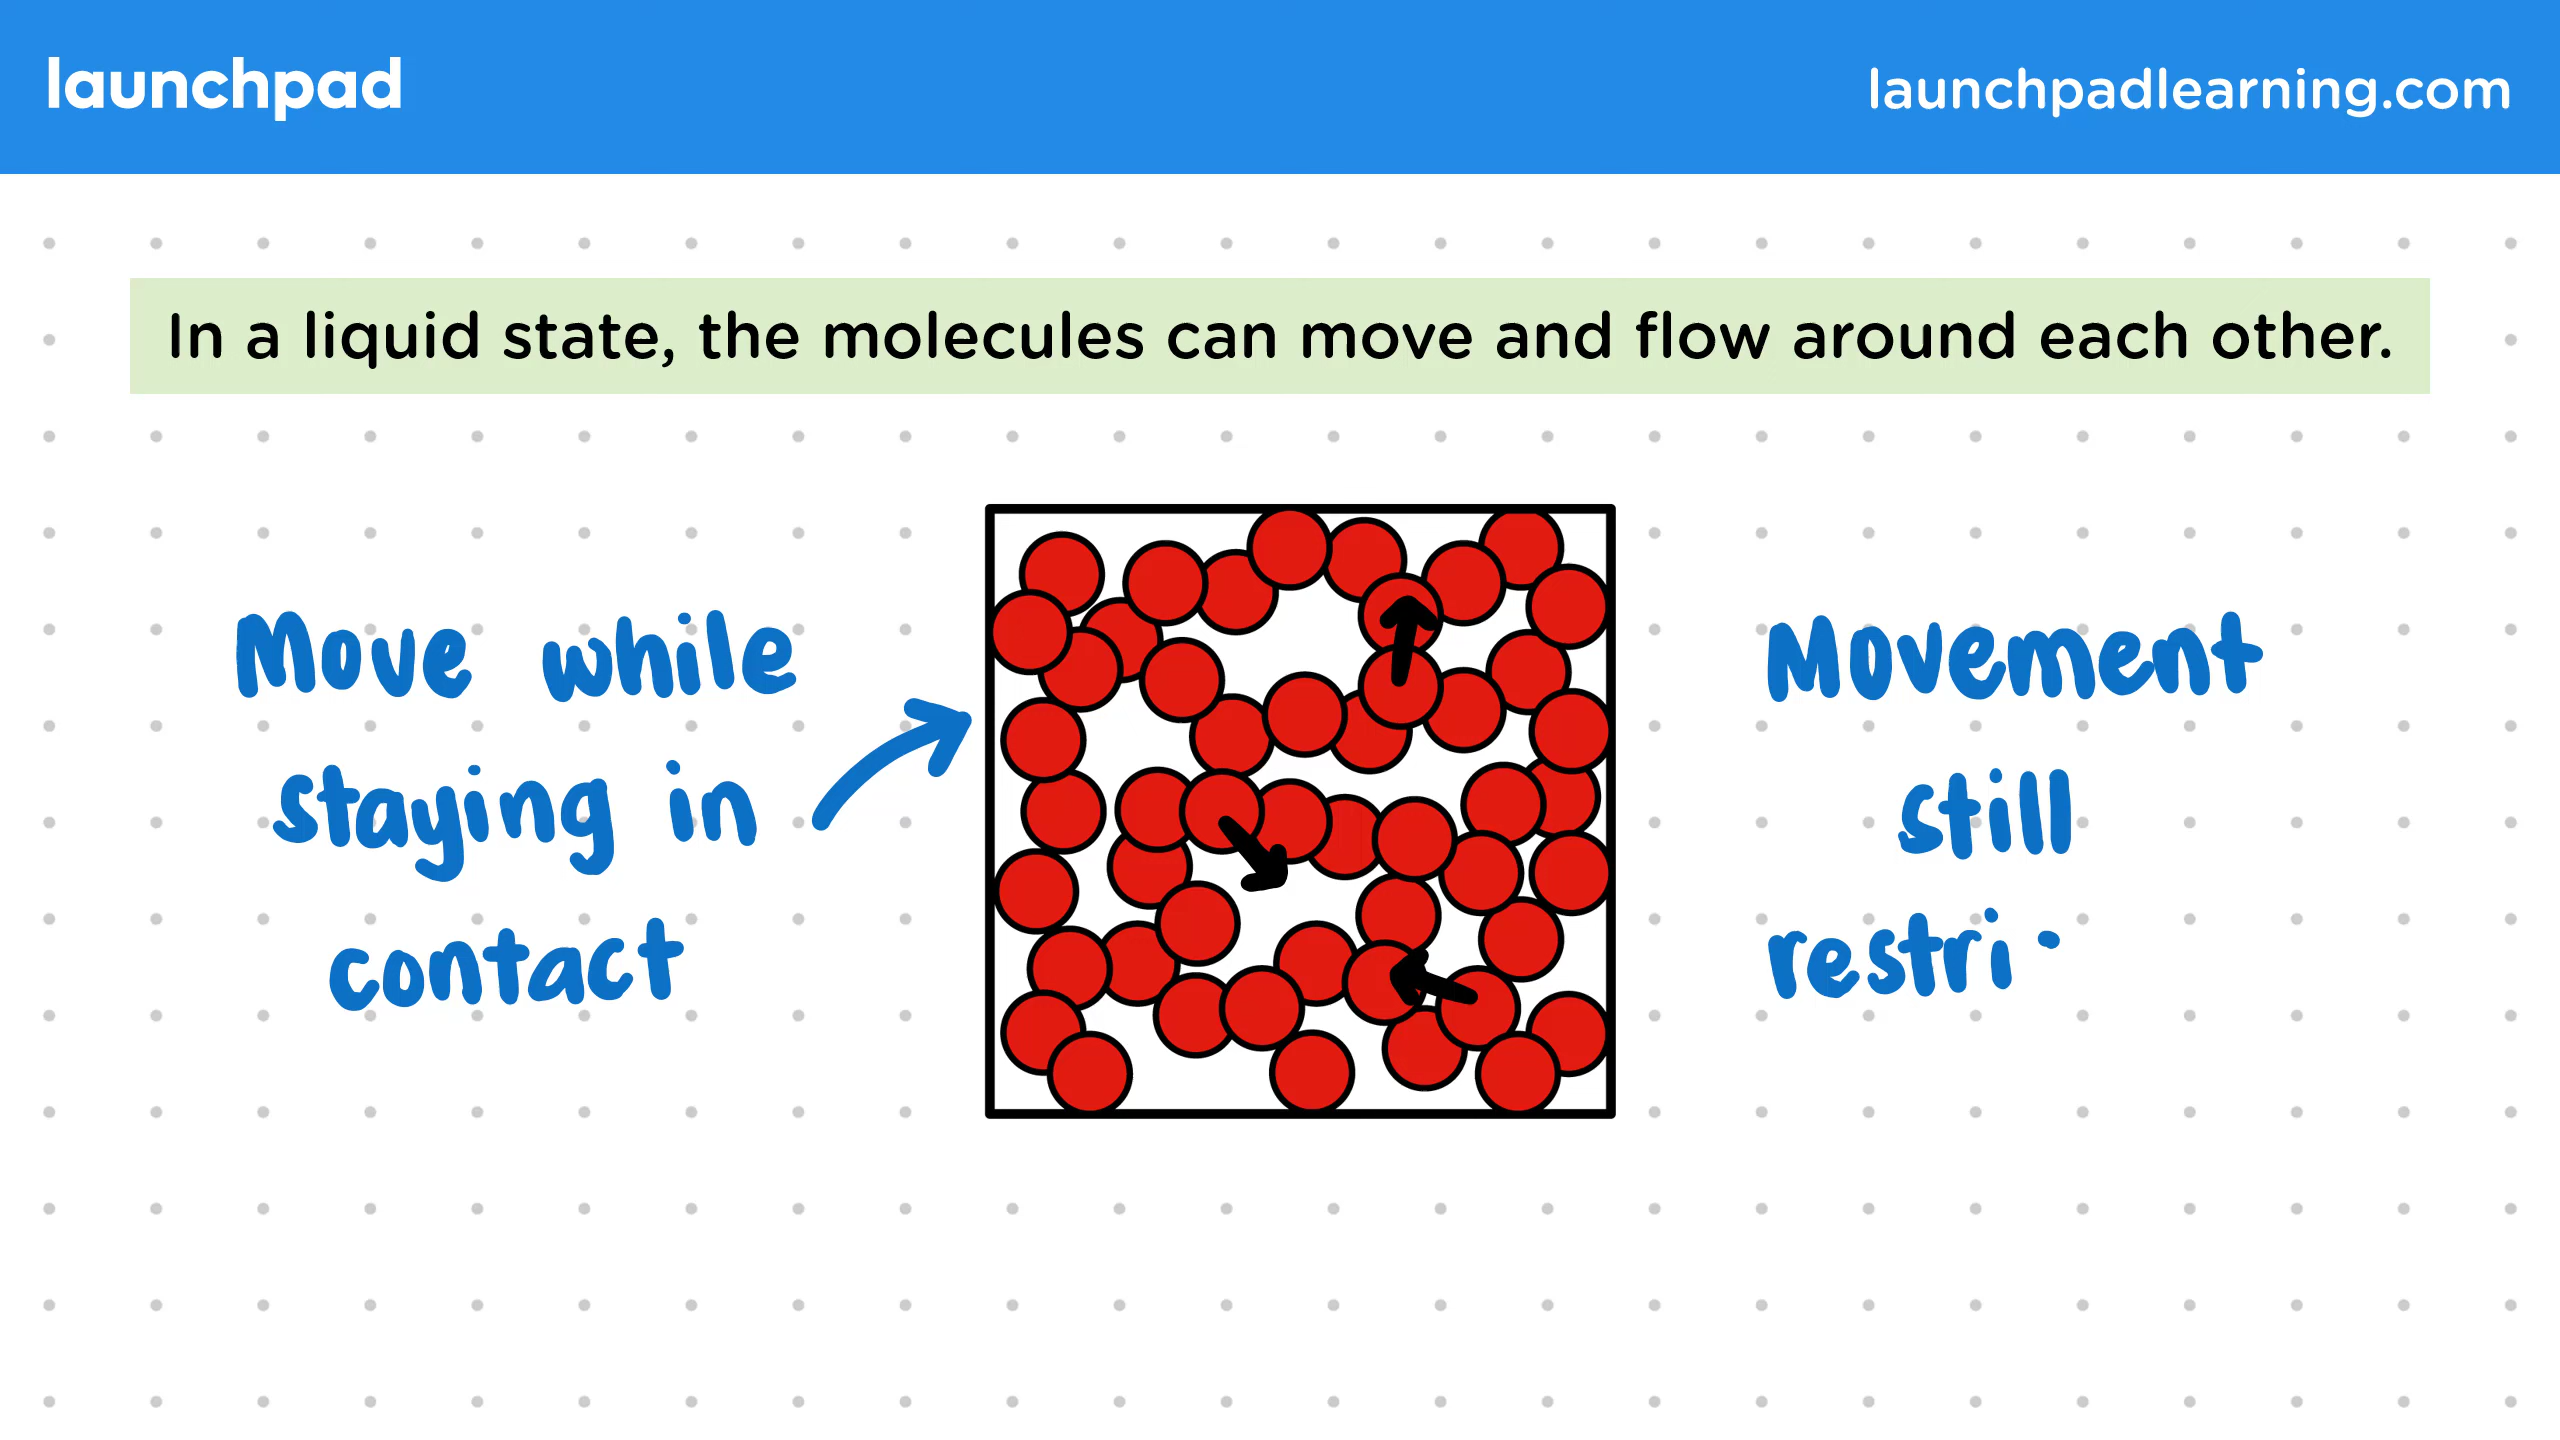 launchpad
launchpadlearning.com
In a liquid state, the molecules can move and flow around each other.
Move while
staying in
contact
Movement
still
restri